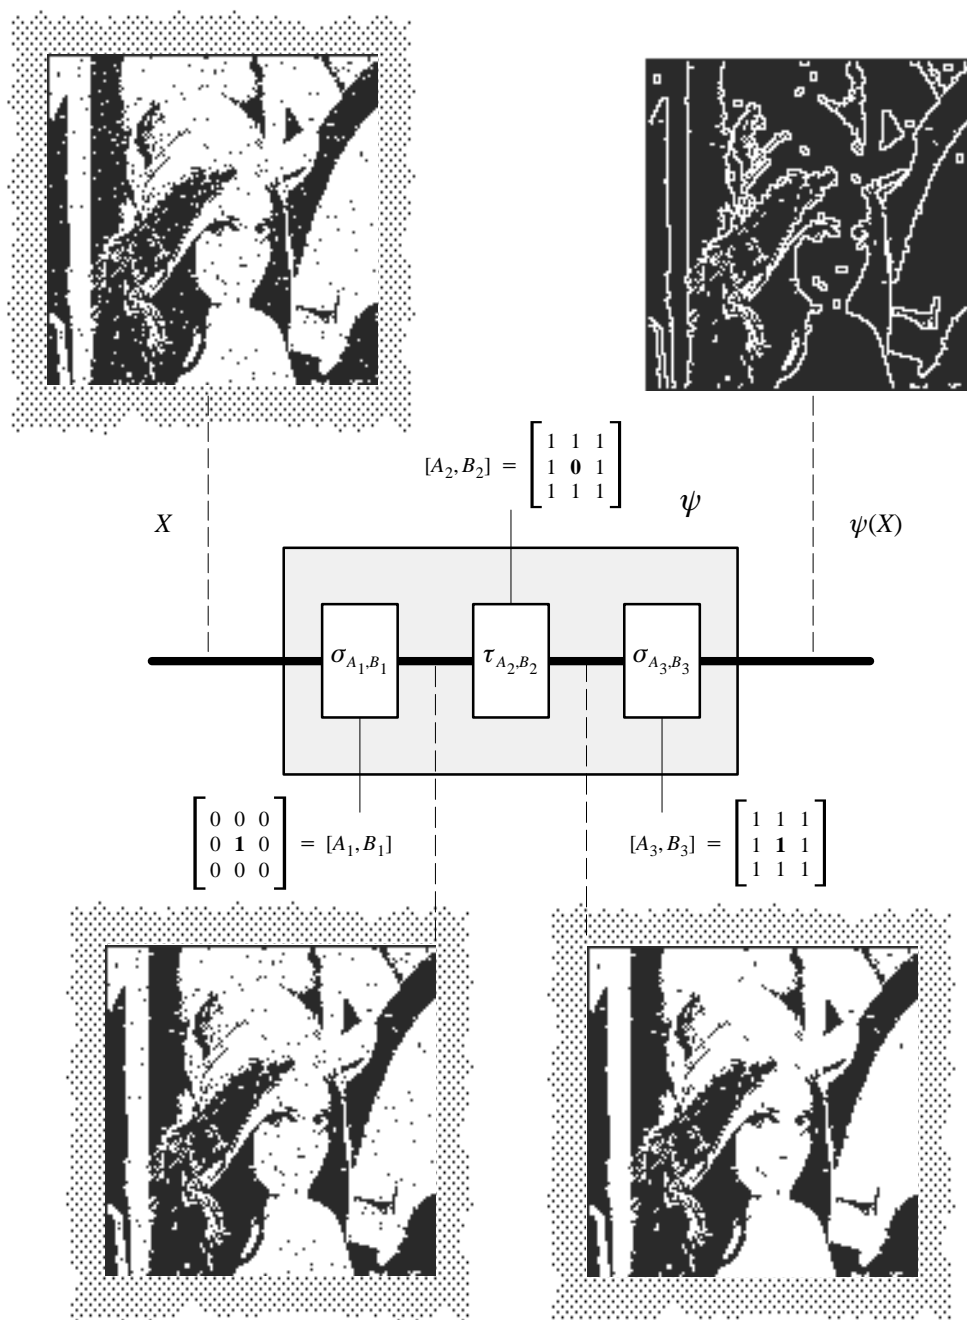 1 1 1
[A₂,B₂] = 1 0 1
1 1 1
ψ
X
ψ(X)
σ_{A₁,B₁}
τ_{A₂,B₂}
σ_{A₃,B₃}
0 0 0
0 1 0 = [A₁,B₁]
0 0 0
1 1 1
[A₃,B₃] = 1 1 1
1 1 1